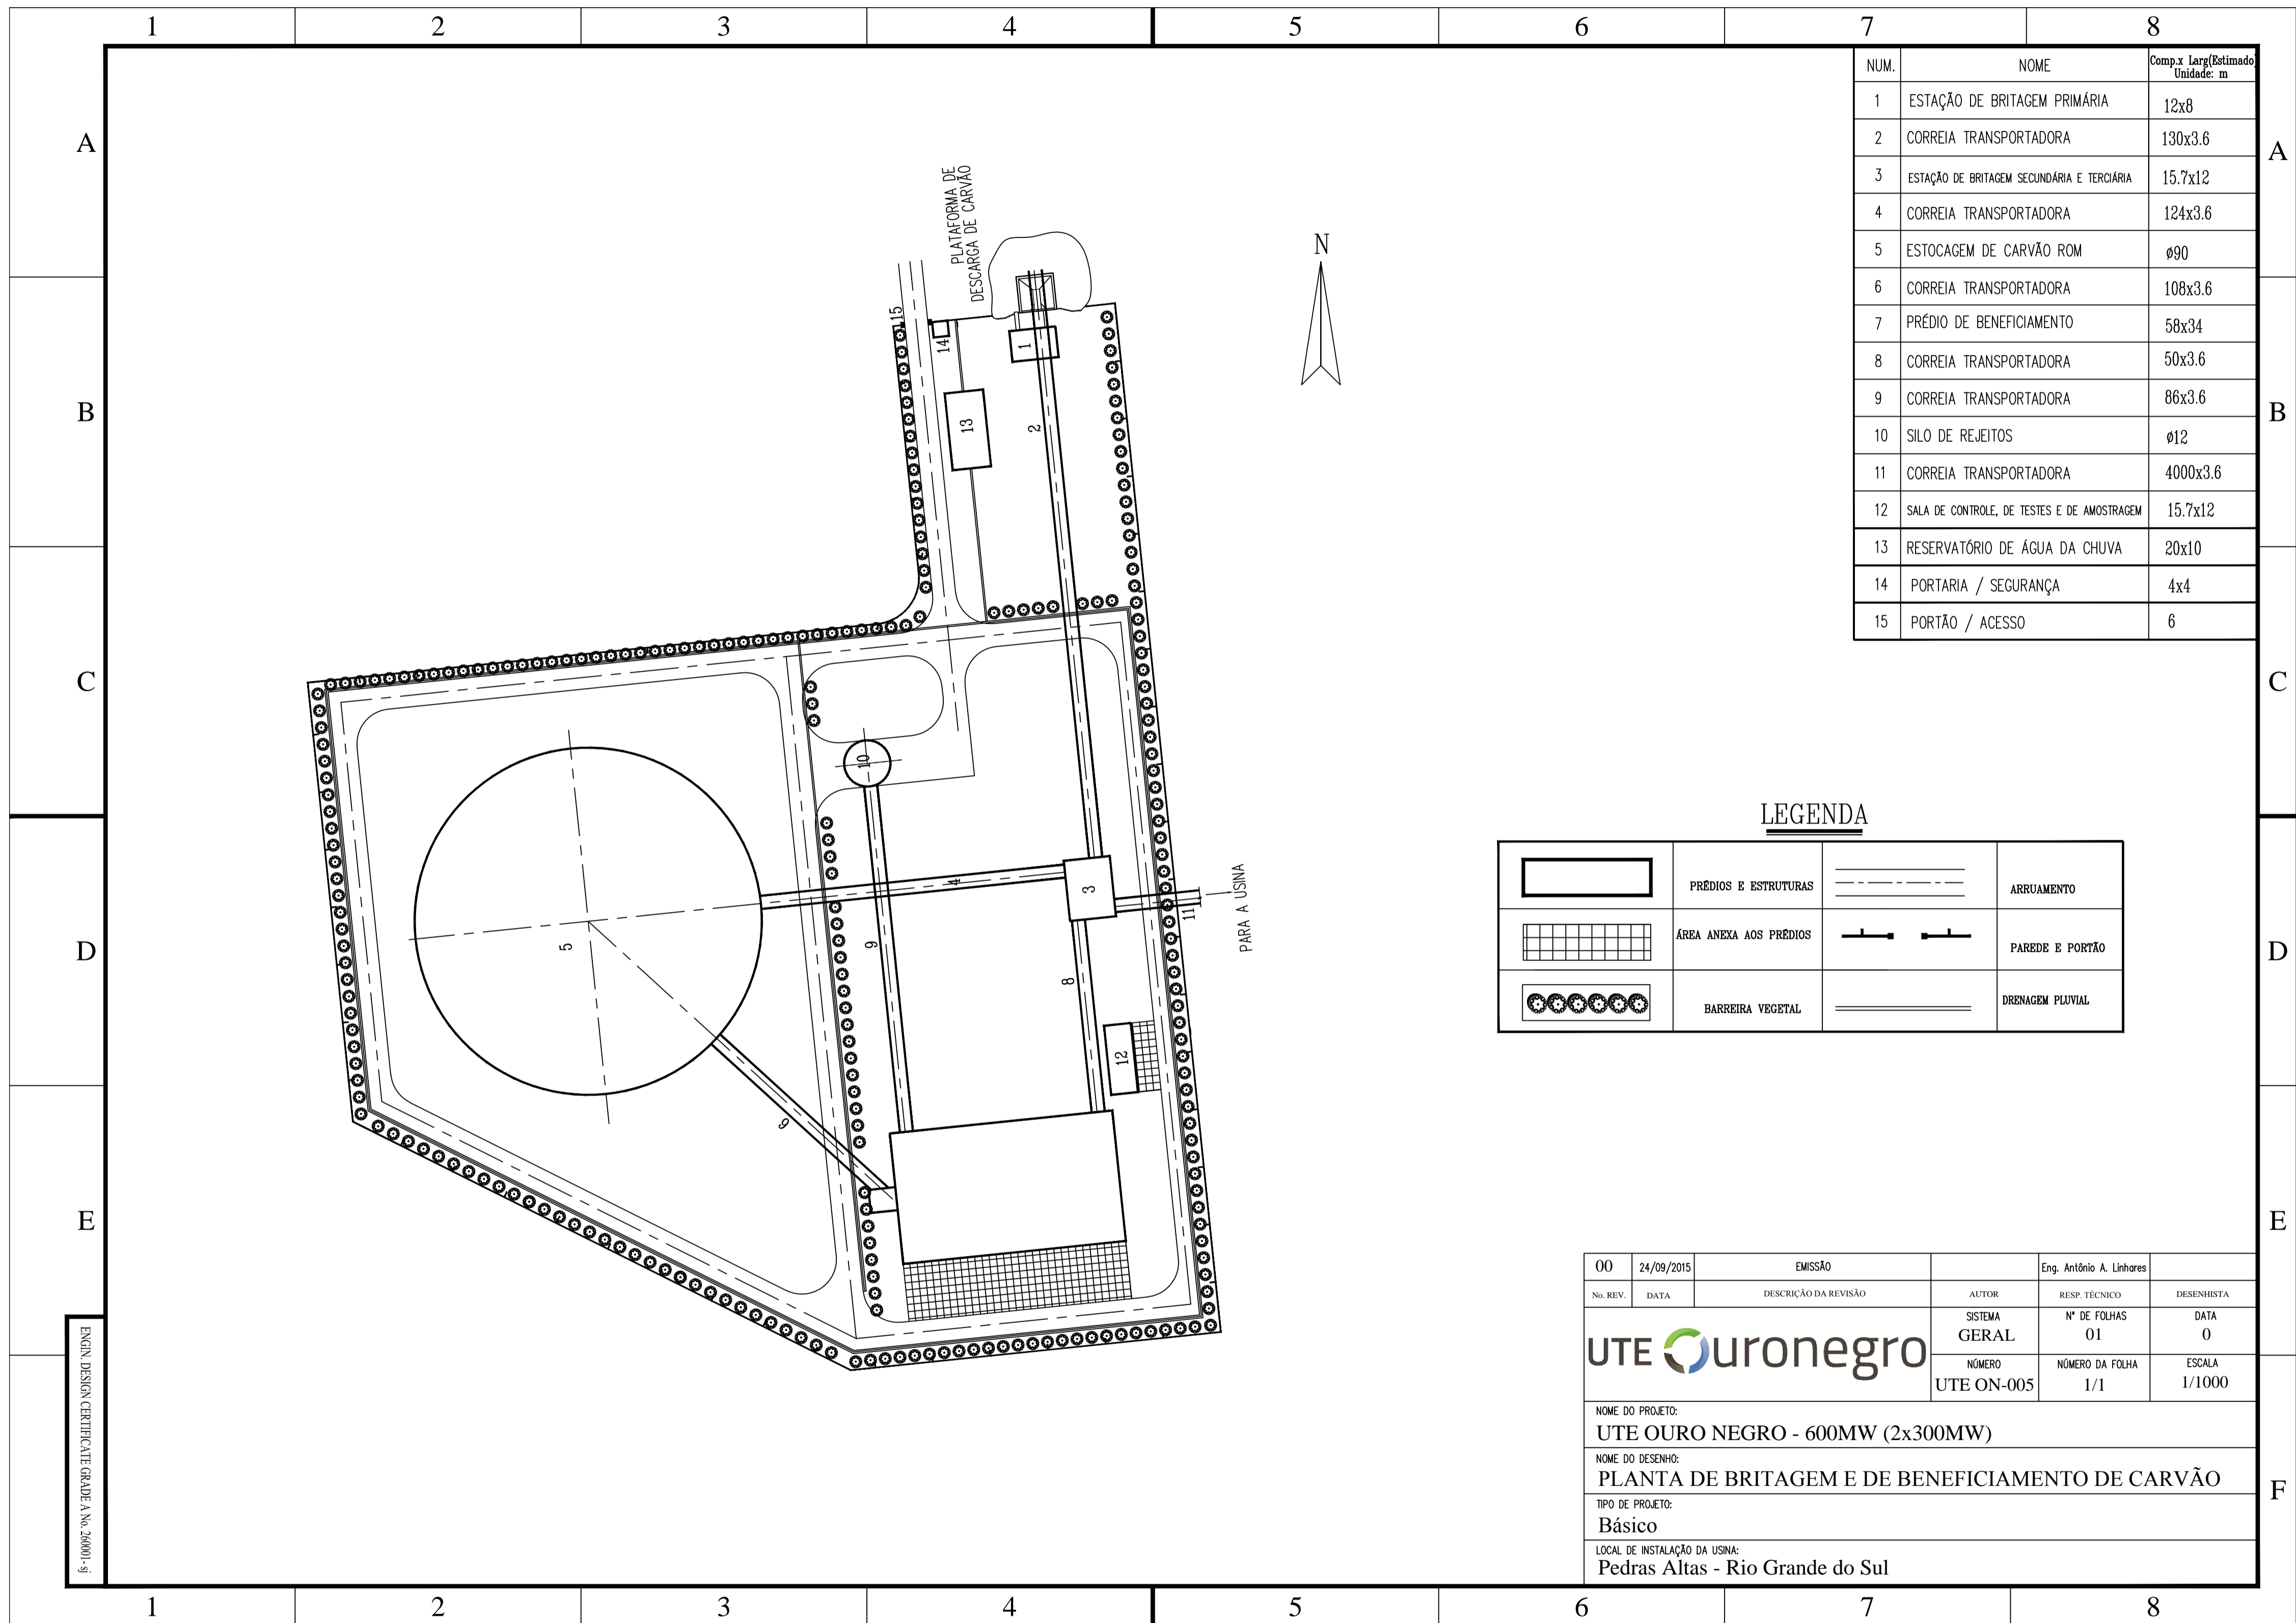 1 2 3 4 5 6 7 8
A
B
C
D
E
A
B
C
D
E
F
NUM. NOME Comp.x Larg(Estimado)
Unidade: m
1 ESTAÇÃO DE BRITAGEM PRIMÁRIA 12x8
2 CORREIA TRANSPORTADORA 130x3.6
3 ESTAÇÃO DE BRITAGEM SECUNDÁRIA E TERCIÁRIA 15.7x12
4 CORREIA TRANSPORTADORA 124x3.6
5 ESTOCAGEM DE CARVÃO ROM ø90
6 CORREIA TRANSPORTADORA 108x3.6
7 PRÉDIO DE BENEFICIAMENTO 58x34
8 CORREIA TRANSPORTADORA 50x3.6
9 CORREIA TRANSPORTADORA 86x3.6
10 SILO DE REJEITOS ø12
11 CORREIA TRANSPORTADORA 4000x3.6
12 SALA DE CONTROLE, DE TESTES E DE AMOSTRAGEM 15.7x12
13 RESERVATÓRIO DE ÁGUA DA CHUVA 20x10
14 PORTARIA / SEGURANÇA 4x4
15 PORTÃO / ACESSO 6
PLATAFORMA DE
DESCARGA DE CARVÃO
N
15
14
1
13
2
10
4
3
11
PARA A USINA
5
9
8
12
6
LEGENDA
PRÉDIOS E ESTRUTURAS
ARRUAMENTO
ÁREA ANEXA AOS PRÉDIOS
PAREDE E PORTÃO
BARREIRA VEGETAL
DRENAGEM PLUVIAL
00 24/09/2015 EMISSÃO Eng. Antônio A. Linhares
No. REV. DATA DESCRIÇÃO DA REVISÃO AUTOR RESP. TÉCNICO DESENHISTA
UTE Ouronegro
SISTEMA
GERAL
Nº DE FOLHAS
01
DATA
0
NÚMERO
UTE ON-005
NÚMERO DA FOLHA
1/1
ESCALA
1/1000
NOME DO PROJETO:
UTE OURO NEGRO - 600MW (2x300MW)
NOME DO DESENHO:
PLANTA DE BRITAGEM E DE BENEFICIAMENTO DE CARVÃO
TIPO DE PROJETO:
Básico
LOCAL DE INSTALAÇÃO DA USINA:
Pedras Altas - Rio Grande do Sul
ENGIN. DESIGN CERTIFICATE GRADE A No. 260001- sj
1 2 3 4 5 6 7 8